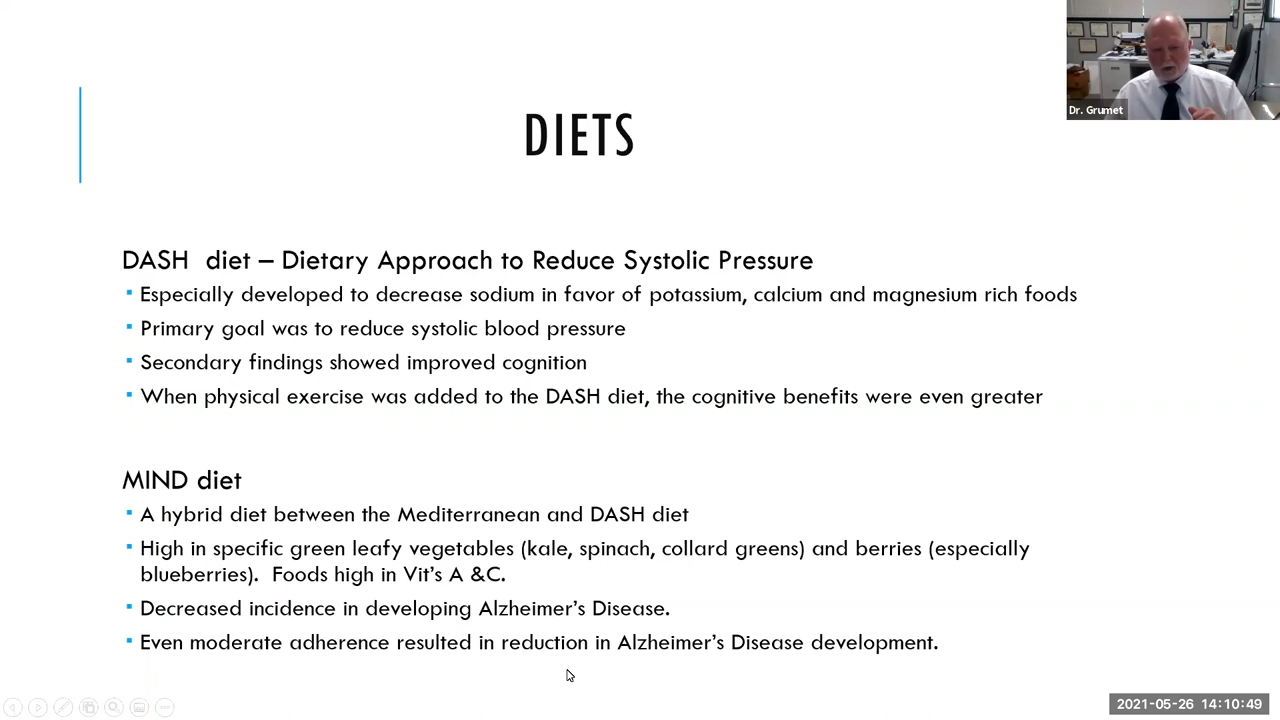 Dr. Grumet
DIETS
DASH diet – Dietary Approach to Reduce Systolic Pressure
Especially developed to decrease sodium in favor of potassium, calcium and magnesium rich foods
Primary goal was to reduce systolic blood pressure
Secondary findings showed improved cognition
When physical exercise was added to the DASH diet, the cognitive benefits were even greater
MIND diet
A hybrid diet between the Mediterranean and DASH diet
High in specific green leafy vegetables (kale, spinach, collard greens) and berries (especially
blueberries). Foods high in Vit’s A &C.
Decreased incidence in developing Alzheimer’s Disease.
Even moderate adherence resulted in reduction in Alzheimer’s Disease development.
2021-05-26 14:10:49